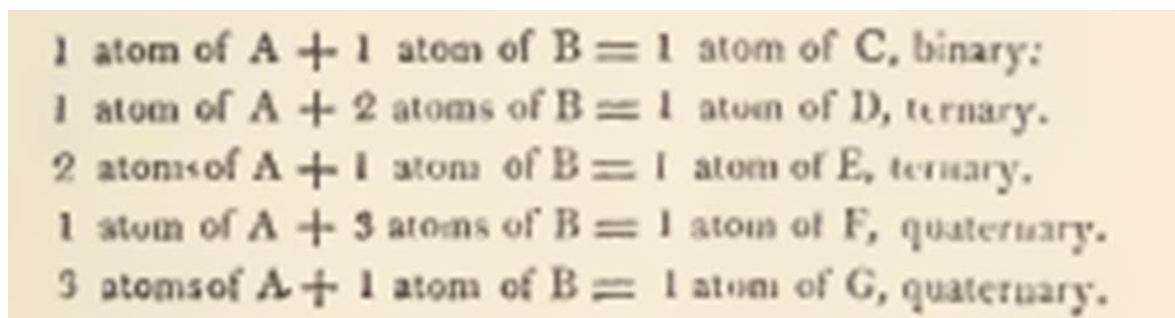 1 atom of A + 1 atom of B = 1 atom of C, binary:
1 atom of A + 2 atoms of B = 1 atom of D, ternary.
2 atoms of A + 1 atom of B = 1 atom of E, ternary.
1 atom of A + 3 atoms of B = 1 atom of F, quaternary.
3 atoms of A + 1 atom of B = 1 atom of G, quaternary.